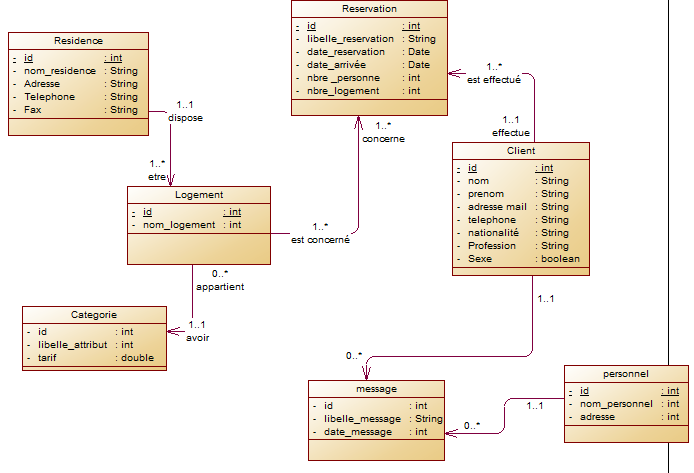 Residence
- id : int
- nom_residence : String
- Adresse : String
- Telephone : String
- Fax : String
Reservation
- id : int
- libelle_reservation : String
- date_reservation : Date
- date_arrivée : Date
- nbre _personne : int
- nbre_logement : int
1..1
dispose
1..*
etre
1..*
concerne
1..*
est effectué
1..1
effectue
Logement
- id : int
- nom_logement : int
1..*
est concerné
Client
- id : int
- nom : String
- prenom : String
- adresse mail : String
- telephone : String
- nationalité : String
- Profession : String
- Sexe : boolean
0..*
appartient
1..1
avoir
Categorie
- id : int
- libelle_attribut : int
- tarif : double
1..1
0..*
message
- id : int
- libelle_message : String
- date_message : int
1..1
0..*
personnel
- id : int
- nom_personnel : int
- adresse : int